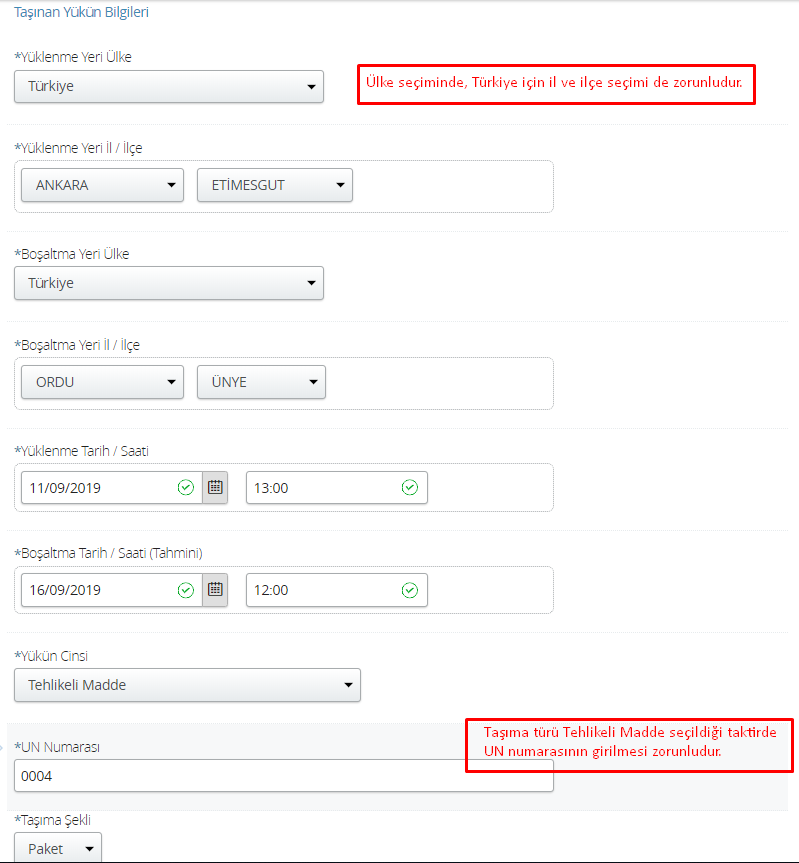 Taşınan Yükün Bilgileri
*Yüklenme Yeri Ülke
Türkiye
Ülke seçiminde, Türkiye için il ve ilçe seçimi de zorunludur.
*Yüklenme Yeri İl / İlçe
ANKARA
ETİMESGUT
*Boşaltma Yeri Ülke
Türkiye
*Boşaltma Yeri İl / İlçe
ORDU
ÜNYE
*Yüklenme Tarih / Saati
11/09/2019
13:00
*Boşaltma Tarih / Saati (Tahmini)
16/09/2019
12:00
*Yükün Cinsi
Tehlikeli Madde
Taşıma türü Tehlikeli Madde seçildiği taktirde
UN numarasının girilmesi zorunludur.
*UN Numarası
0004
*Taşıma Şekli
Paket